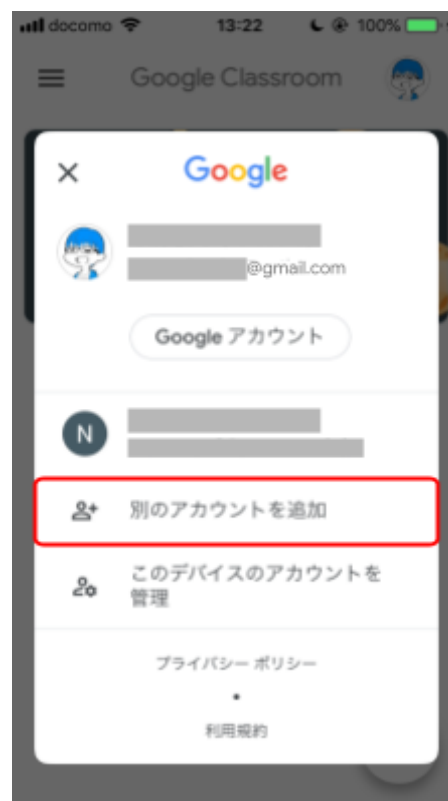 docomo 13:22 100%
Google Classroom
Google
@gmail.com
Google アカウント
N
別のアカウントを追加
このデバイスのアカウントを
管理
プライバシー ポリシー
•
利用規約